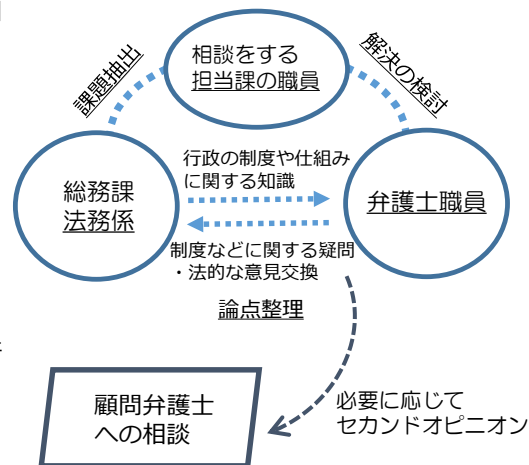 相談をする
担当課の職員
課題抽出
解決の検討
総務課
法務係
行政の制度や仕組み
に関する知識
弁護士職員
制度などに関する疑問
・法的な意見交換
論点整理
顧問弁護士
への相談
必要に応じて
セカンドオピニオン